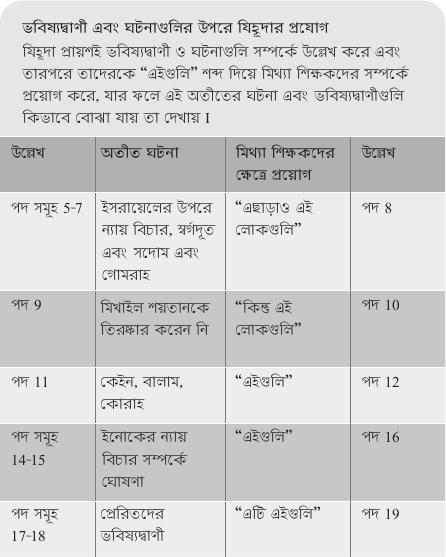 ভবিষ্যদ্বাণী এবং ঘটনাগুলির উপরে যিহূদার প্রযোগ
যিহূদা প্রায়শই ভবিষ্যদ্বাণী ও ঘটনাগুলি সম্পর্কে উল্লেখ করে এবং
তারপরে তাদেরকে “এইগুলি” শব্দ দিয়ে মিথ্যা শিক্ষকদের সম্পর্কে
প্রয়োগ করে, যার ফলে এই অতীতের ঘটনা এবং ভবিষ্যদ্বাণীগুলি
কিভাবে বোঝা যায় তা দেখায় I
উল্লেখ অতীত ঘটনা মিথ্যা শিক্ষকদের উল্লেখ
ক্ষেত্রে প্রয়োগ
পদ সমূহ 5-7 ইসরায়েলের উপরে “এছাড়াও এই পদ 8
ন্যায় বিচার, স্বর্গদূত লোকগুলি”
এবং সদোম এবং
গোমরাহ
পদ 9 মিখাইল শয়তানকে “কিন্তু এই পদ 10
তিরষ্কার করেন নি লোকগুলি”
পদ 11 কেইন, বালাম, “এইগুলি” পদ 12
কোরাহ
পদ সমূহ ইনোকের ন্যায় “এইগুলি” পদ 16
14-15 বিচার সম্পর্কে
ঘোষণা
পদ সমূহ প্রেরিতদের “এটি এইগুলি” পদ 19
17-18 ভবিষ্যদ্বাণী